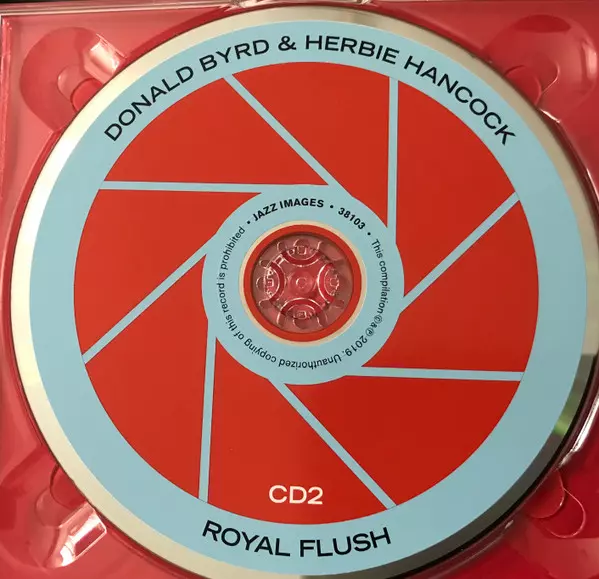 DONALD BYRD & HERBIE HANCOCK
• JAZZ IMAGES • 38103 • This compilation ©&℗ 2019. Unauthorized copying of this record is prohibited
CD2
ROYAL FLUSH